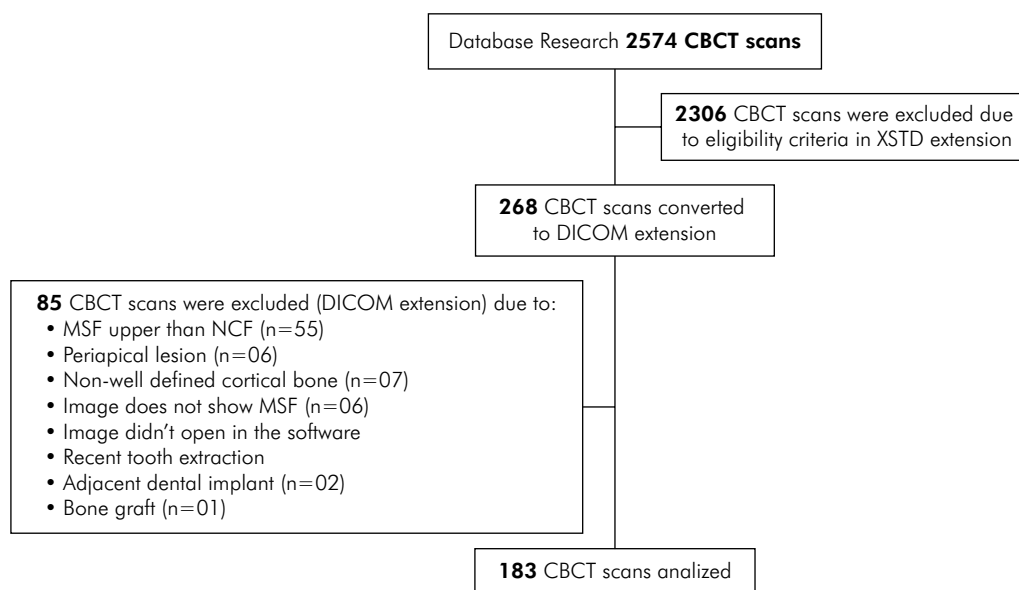 Database Research 2574 CBCT scans
2306 CBCT scans were excluded due
to eligibility criteria in XSTD extension
268 CBCT scans converted
to DICOM extension
85 CBCT scans were excluded (DICOM extension) due to:
• MSF upper than NCF (n=55)
• Periapical lesion (n=06)
• Non-well defined cortical bone (n=07)
• Image does not show MSF (n=06)
• Image didn't open in the software
• Recent tooth extraction
• Adjacent dental implant (n=02)
• Bone graft (n=01)
183 CBCT scans analized